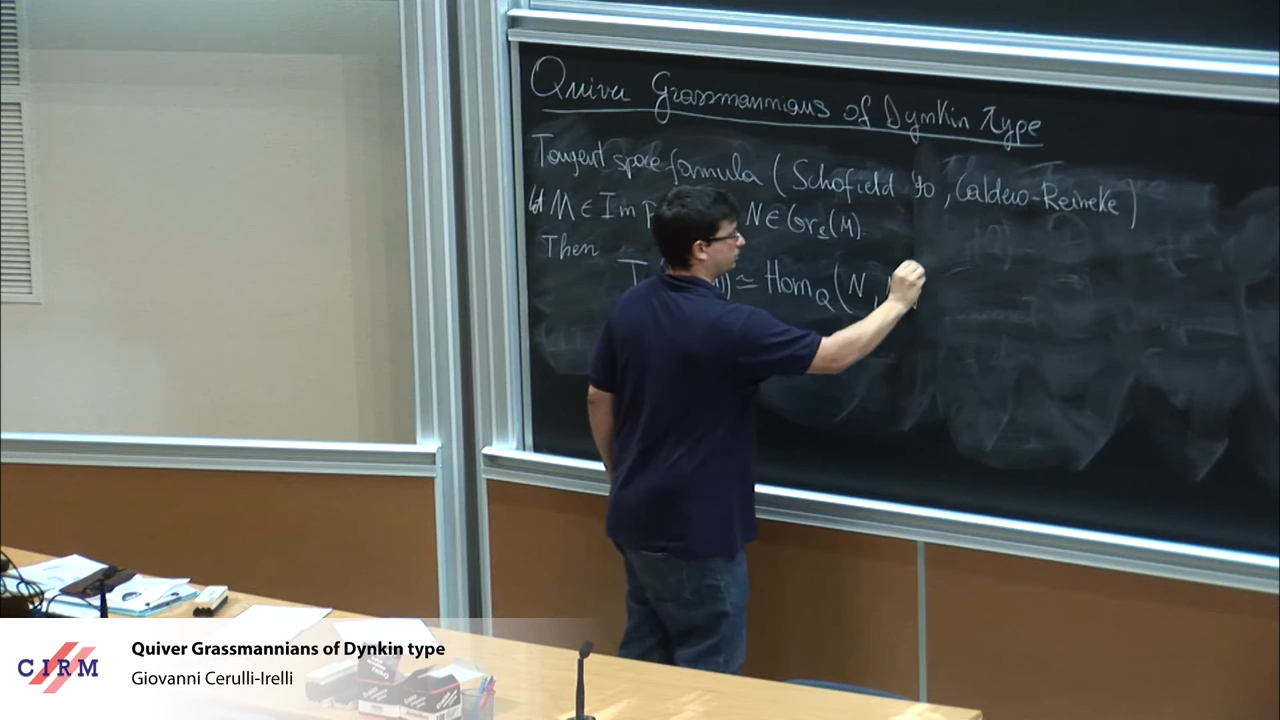 Quiver Grassmannians of Dynkin type
Tangent space formula (Schofield 90, Caldero-Reineke)
M ∈ N ∈ Gr_e(M).
Then
T ≃ Hom_Q(N,
CIRM
Quiver Grassmannians of Dynkin type
Giovanni Cerulli-Irelli